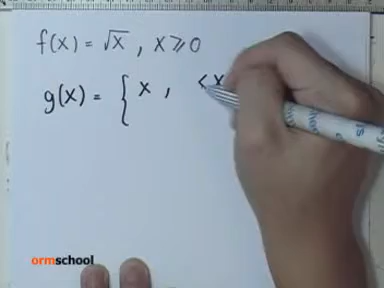 f(x) = √x , x ⩾ 0
g(x) = { x , < x
ormschool